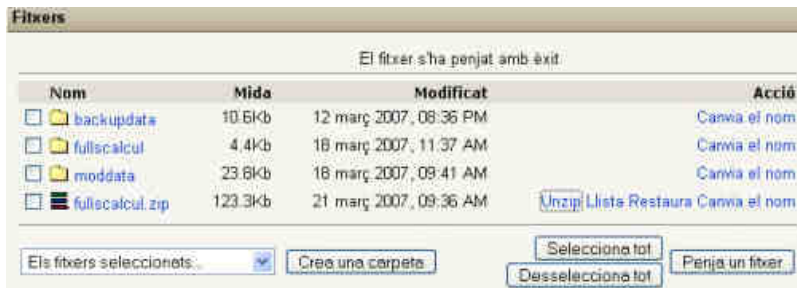 Fitxers
El fitxer s'ha penjat amb èxit
Nom Mida Modificat Acció
backupdata 10.6Kb 12 març 2007, 08:36 PM Canvia el nom
fullscalcul 4.4Kb 18 març 2007, 11:37 AM Canvia el nom
moddata 23.6Kb 18 març 2007, 09:41 AM Canvia el nom
fullscalcul.zip 123.3Kb 21 març 2007, 09:36 AM Unzip Llista Restaura Canvia el nom
Els fitxers seleccionats... Crea una carpeta Selecciona tot Penja un fitxer
Desselecciona tot